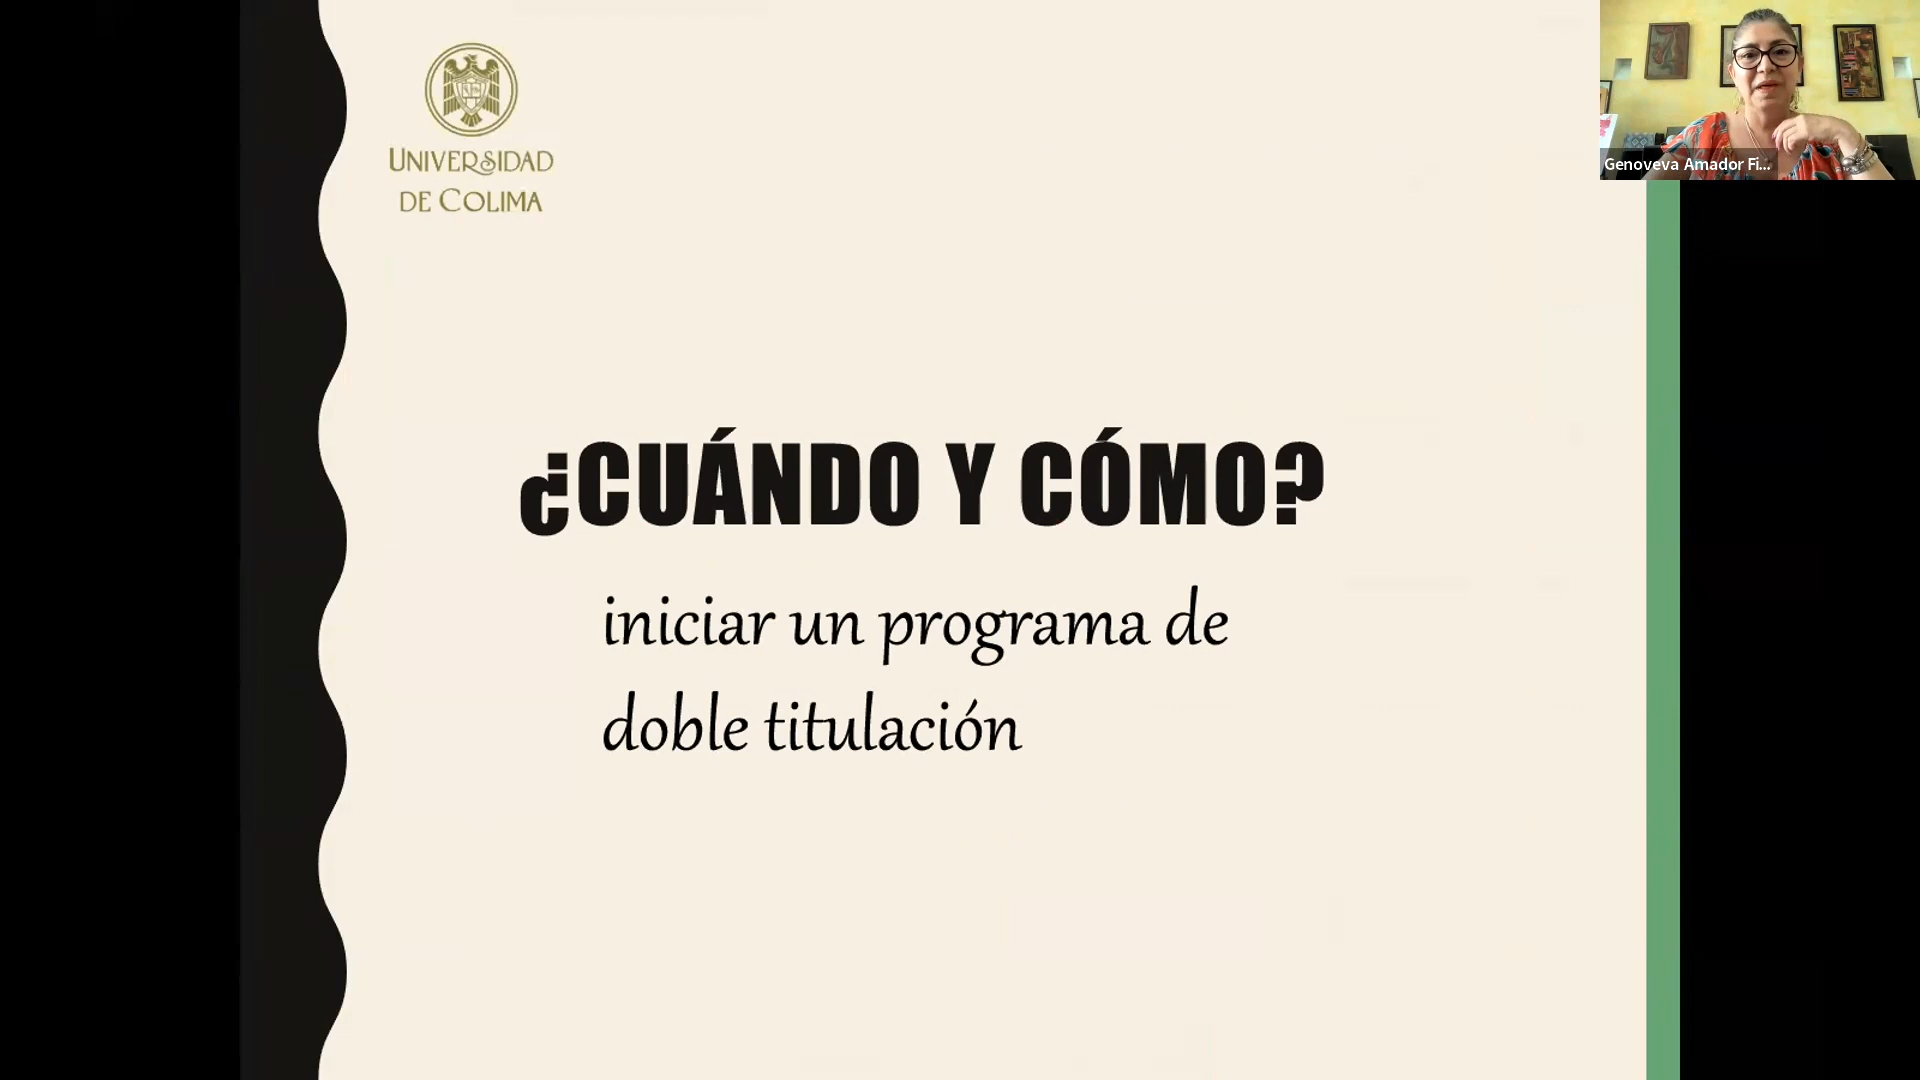 UNIVERSIDAD
DE COLIMA
¿CUÁNDO Y CÓMO?
iniciar un programa de
doble titulación
Genoveva Amador Fi...